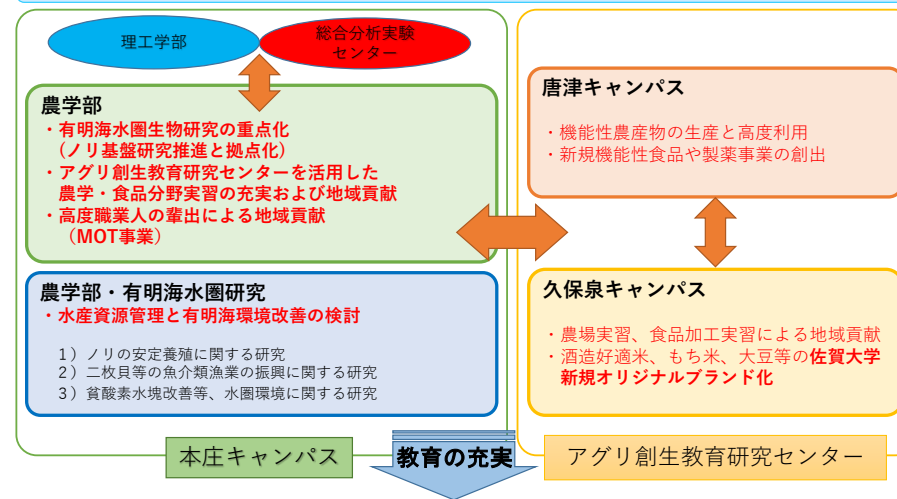 理工学部
総合分析実験
センター
農学部
・有明海水圏生物研究の重点化
(ノリ基盤研究推進と拠点化）
・アグリ創生教育研究センターを活用した
農学・食品分野実習の充実および地域貢献
・高度職業人の輩出による地域貢献
（MOT事業）
農学部・有明海水圏研究
・水産資源管理と有明海環境改善の検討
１）ノリの安定養殖に関する研究
２）二枚貝等の魚介類漁業の振興に関する研究
３）貧酸素水塊改善等、水圏環境に関する研究
本庄キャンパス
唐津キャンパス
・機能性農産物の生産と高度利用
・新規機能性食品や製薬事業の創出
久保泉キャンパス
・農場実習、食品加工実習による地域貢献
・酒造好適米、もち米、大豆等の佐賀大学
新規オリジナルブランド化
アグリ創生教育研究センター
教育の充実